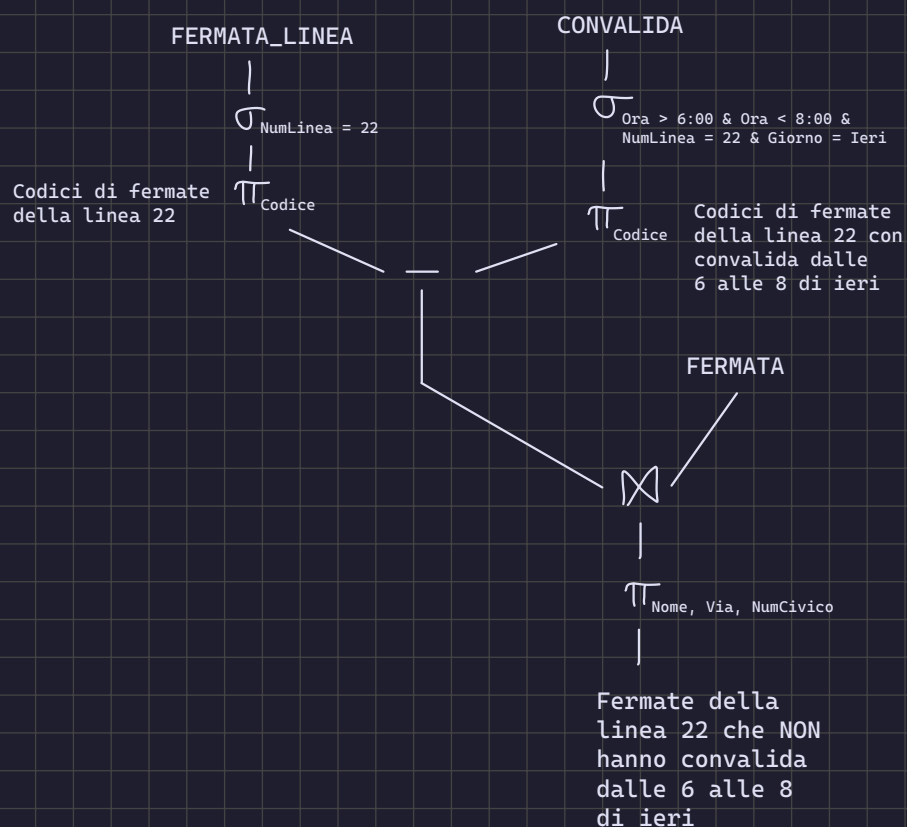 FERMATA_LINEA
CONVALIDA
σ NumLinea = 22
σ Ora > 6:00 & Ora < 8:00 &
NumLinea = 22 & Giorno = Ieri
Codici di fermate
della linea 22
π Codice
π Codice
Codici di fermate
della linea 22 con
convalida dalle
6 alle 8 di ieri
—
FERMATA
⋈
π Nome, Via, NumCivico
Fermate della
linea 22 che NON
hanno convalida
dalle 6 alle 8
di ieri